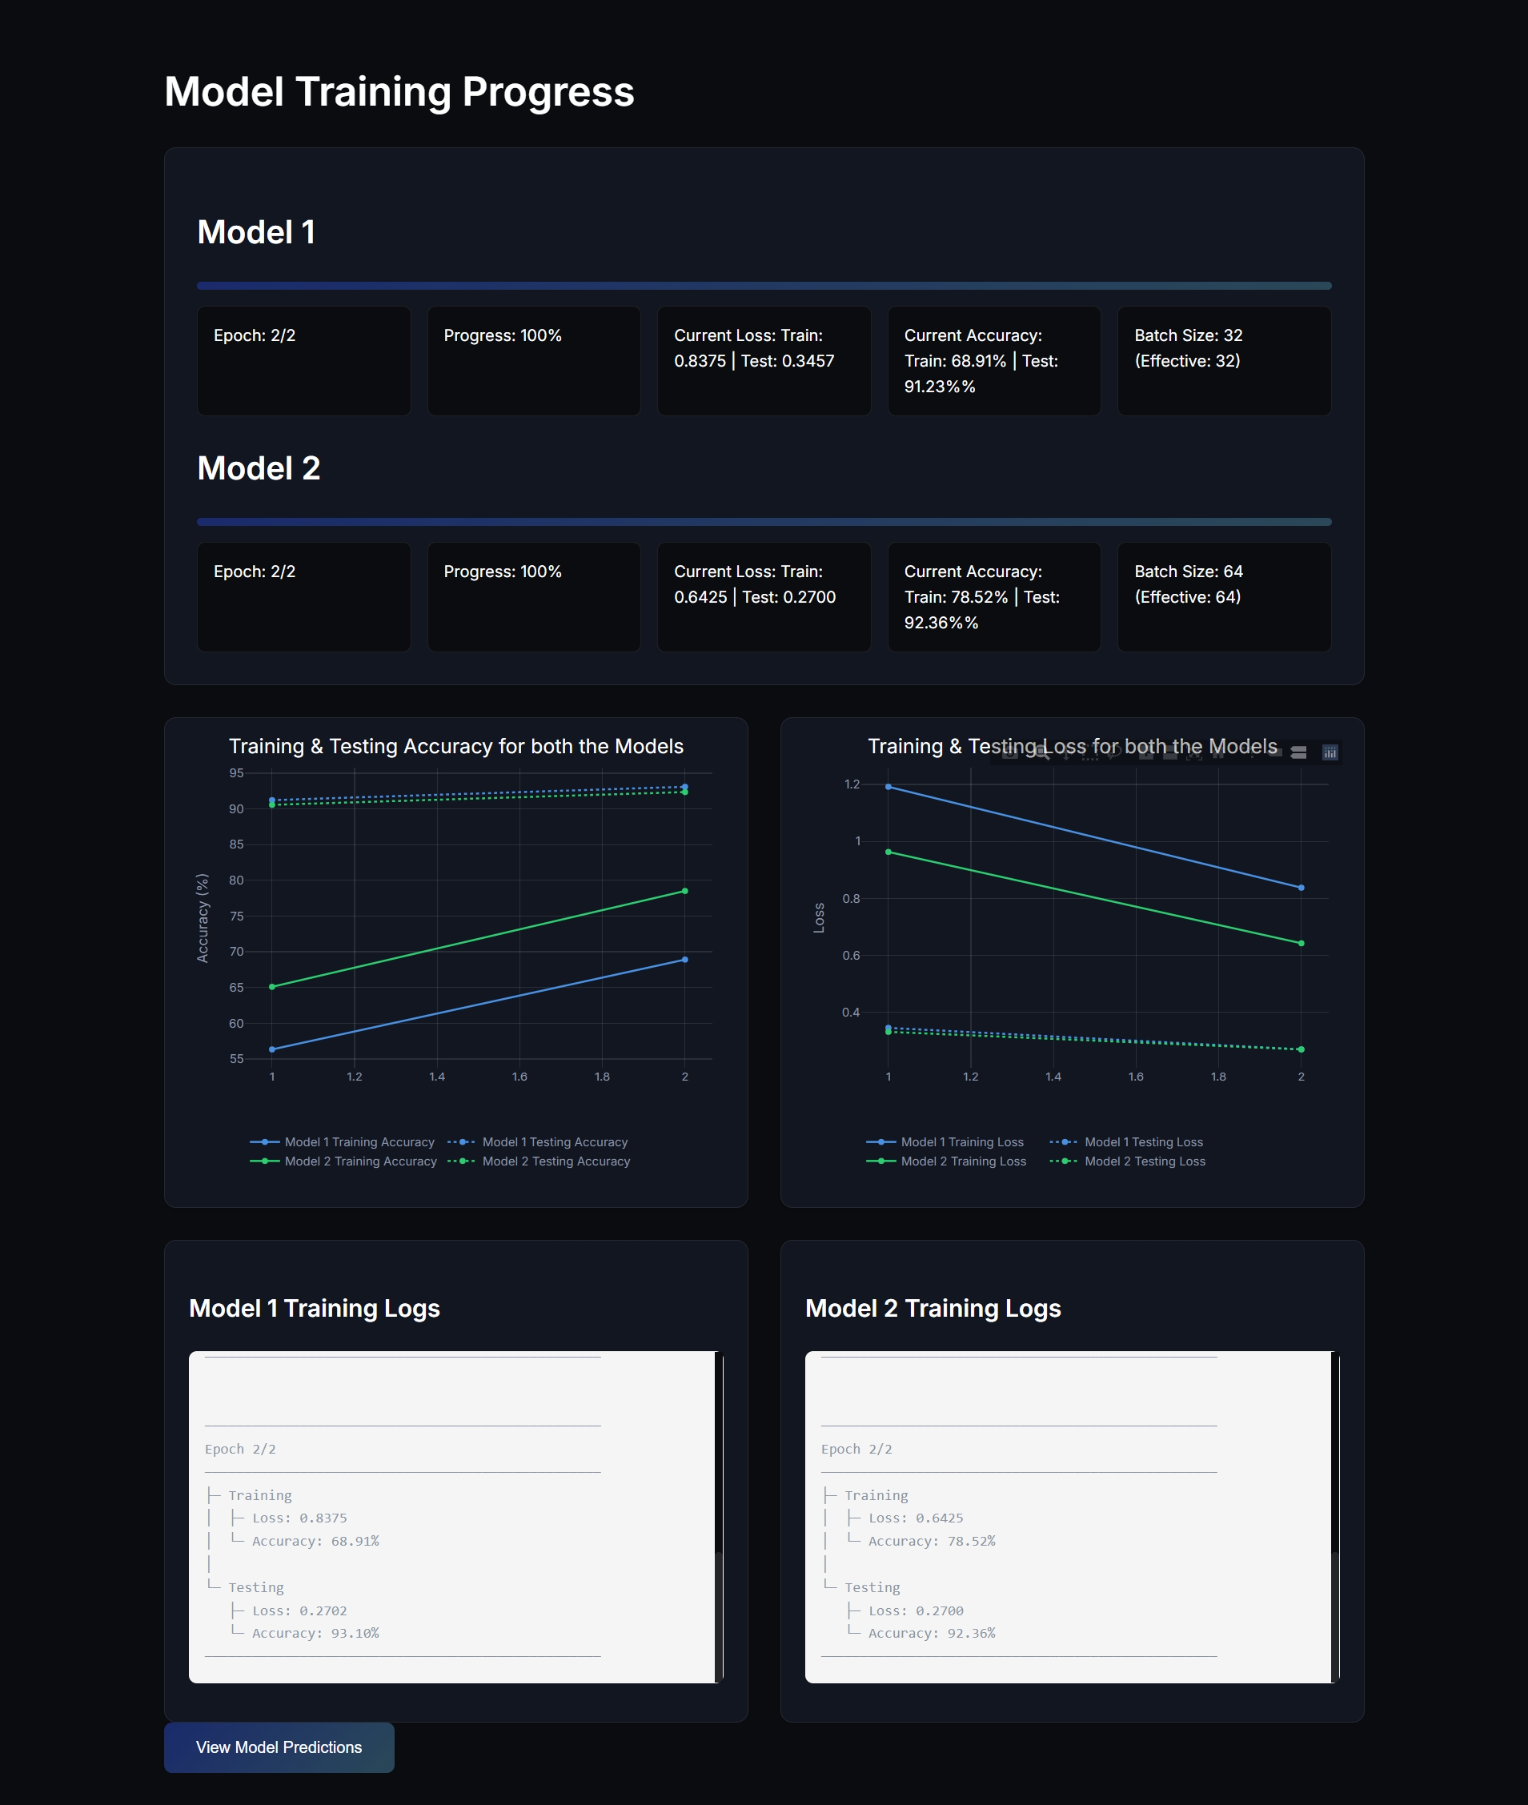 Model Training Progress
Model 1
Epoch: 2/2
Progress: 100%
Current Loss: Train:
0.8375 | Test: 0.3457
Current Accuracy:
Train: 68.91% | Test:
91.23%%
Batch Size: 32
(Effective: 32)
Model 2
Epoch: 2/2
Progress: 100%
Current Loss: Train:
0.6425 | Test: 0.2700
Current Accuracy:
Train: 78.52% | Test:
92.36%%
Batch Size: 64
(Effective: 64)
Training & Testing Accuracy for both the Models
95
90
85
80
75
70
65
60
55
Accuracy (%)
1 1.2 1.4 1.6 1.8 2
Model 1 Training Accuracy
Model 1 Testing Accuracy
Model 2 Training Accuracy
Model 2 Testing Accuracy
Training & Testing Loss for both the Models
1.2
1
0.8
0.6
0.4
Loss
1 1.2 1.4 1.6 1.8 2
Model 1 Training Loss
Model 1 Testing Loss
Model 2 Training Loss
Model 2 Testing Loss
Model 1 Training Logs
Epoch 2/2
├─ Training
│  ├─ Loss: 0.8375
│  └─ Accuracy: 68.91%
│
└─ Testing
   ├─ Loss: 0.2702
   └─ Accuracy: 93.10%
Model 2 Training Logs
Epoch 2/2
├─ Training
│  ├─ Loss: 0.6425
│  └─ Accuracy: 78.52%
│
└─ Testing
   ├─ Loss: 0.2700
   └─ Accuracy: 92.36%
View Model Predictions